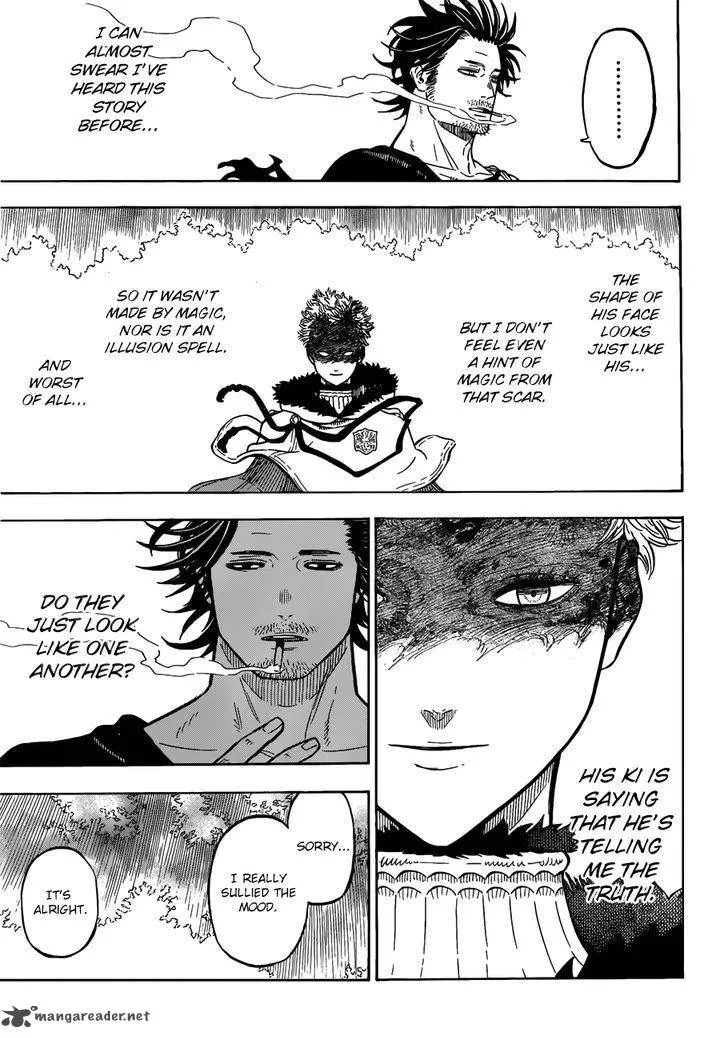 .........
I CAN
ALMOST
SWEAR I'VE
HEARD THIS
STORY
BEFORE...
THE
SHAPE OF
HIS FACE
LOOKS
JUST LIKE
HIS...
BUT I DON'T
FEEL EVEN
A HINT OF
MAGIC FROM
THAT SCAR.
SO IT WASN'T
MADE BY MAGIC,
NOR IS IT AN
ILLUSION SPELL.
AND
WORST
OF ALL...
HIS KI IS
SAYING
THAT HE'S
TELLING
ME THE
TRUTH.
DO THEY
JUST LOOK
LIKE ONE
ANOTHER?
SORRY...
I REALLY
SULLIED THE
MOOD.
IT'S
ALRIGHT.
mangareader.net